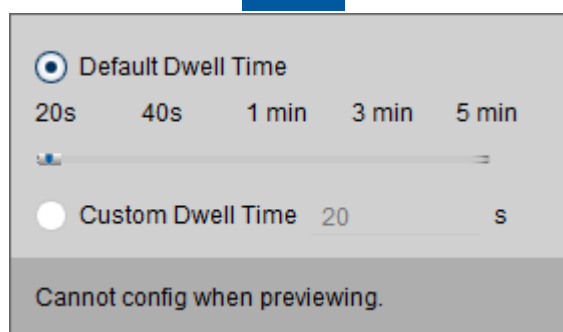 Default Dwell Time
20s 40s 1 min 3 min 5 min
Custom Dwell Time 20 s
Cannot config when previewing.